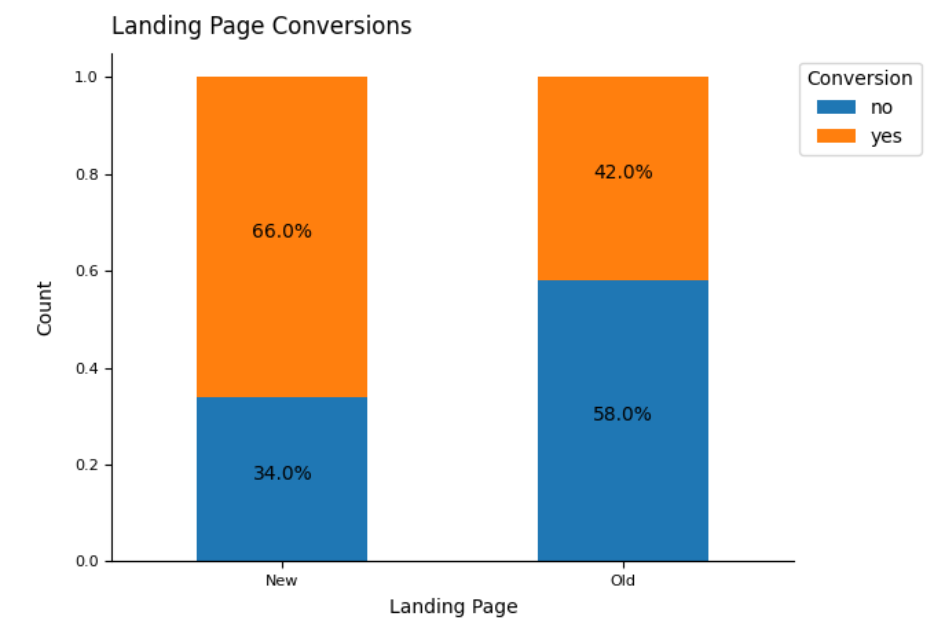 Landing Page Conversions
1.0
0.8
0.6
0.4
0.2
0.0
Count
66.0%
34.0%
42.0%
58.0%
New
Old
Landing Page
Conversion
no
yes